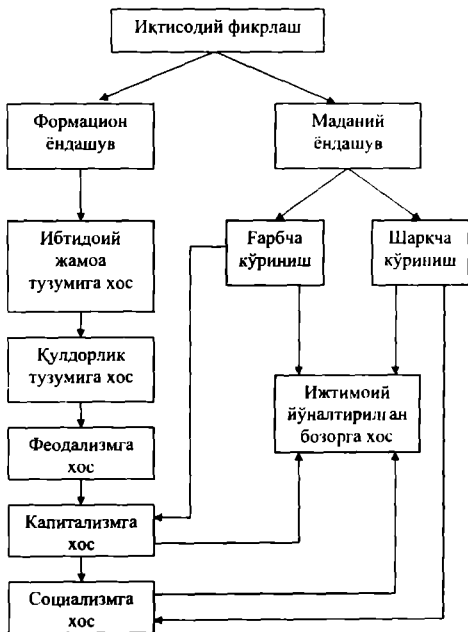 Иқтисодий фикрлаш
Формацион
ёндашув
Маданий
ёндашув
Ибтидоий
жамоа
тузумига хос
Ғарбча
кўриниш
Шарқча
кўриниш
Қулдорлик
тузумига хос
Ижтимоий
йўналтирилган
бозорга хос
Феодализмга
хос
Капитализмга
хос
Социализмга
хос